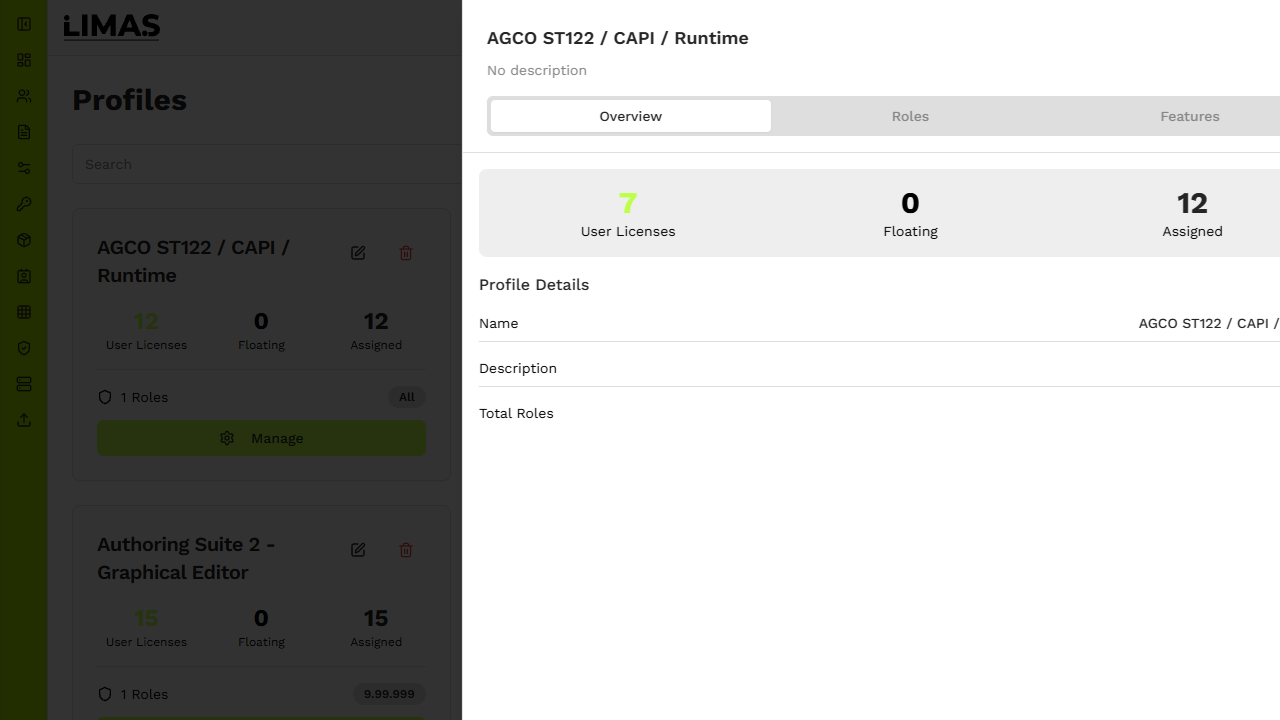 LIMAS
Profiles
Search
AGCO ST122 / CAPI /
Runtime
12
0
12
User Licenses
Floating
Assigned
1 Roles
All
Manage
Authoring Suite 2 -
Graphical Editor
15
0
15
User Licenses
Floating
Assigned
1 Roles
9.99.999
AGCO ST122 / CAPI / Runtime
No description
Overview
Roles
Features
7
0
12
User Licenses
Floating
Assigned
Profile Details
Name
AGCO ST122 / CAPI /
Description
Total Roles